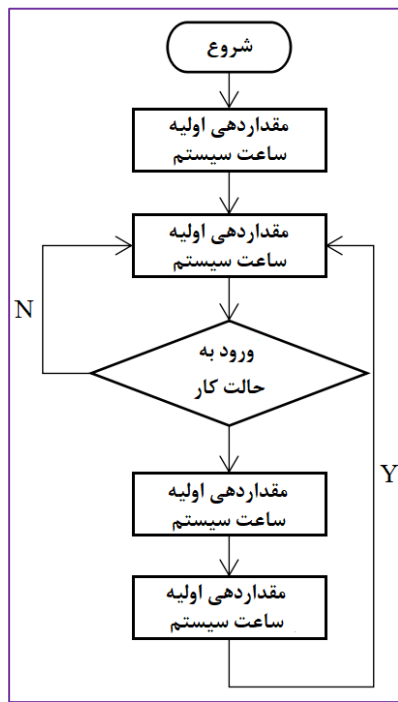 شروع
مقداردهی اولیه
ساعت سیستم
مقداردهی اولیه
ساعت سیستم
N
ورود به
حالت کار
Y
مقداردهی اولیه
ساعت سیستم
مقداردهی اولیه
ساعت سیستم